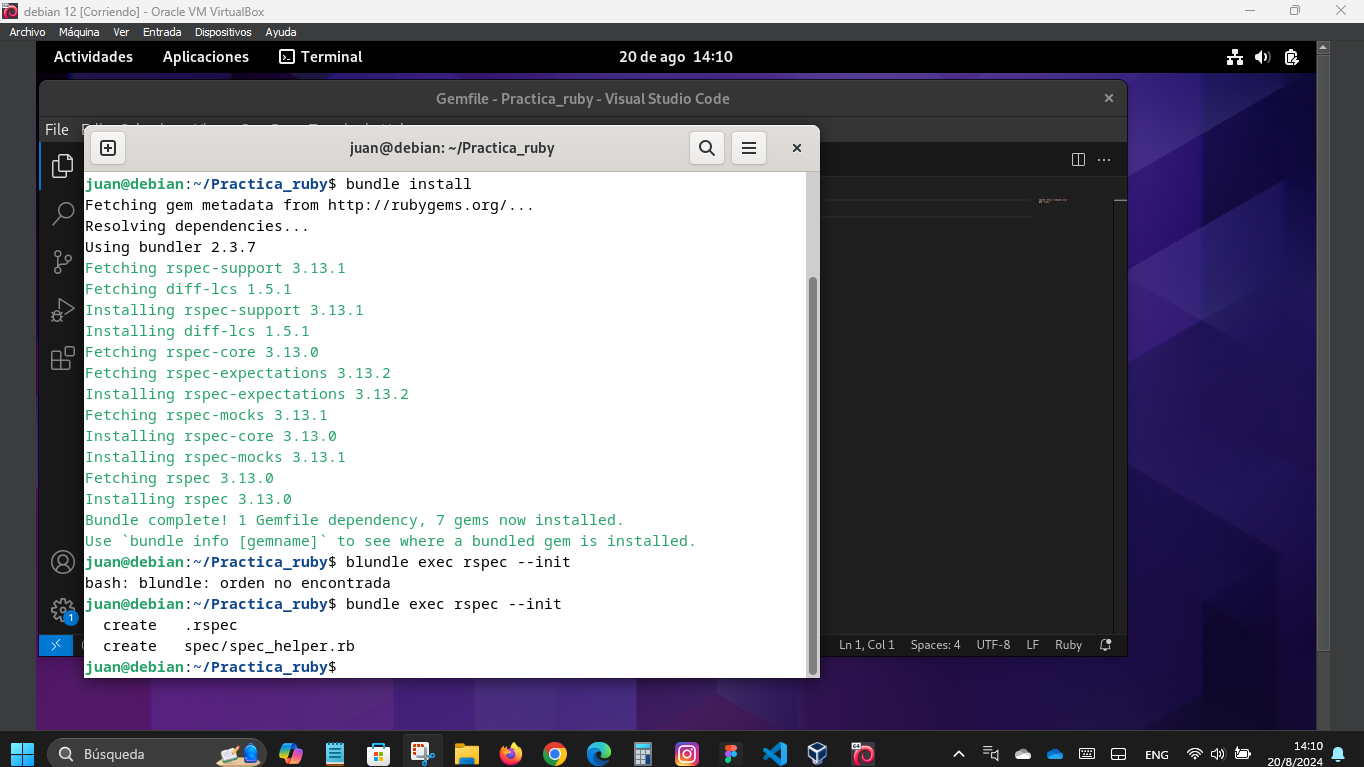 debian 12 [Corriendo] - Oracle VM VirtualBox
Archivo Máquina Ver Entrada Dispositivos Ayuda
Actividades Aplicaciones Terminal 20 de ago 14:10
Gemfile - Practica_ruby - Visual Studio Code
File
juan@debian: ~/Practica_ruby
juan@debian:~/Practica_ruby$ bundle install
Fetching gem metadata from http://rubygems.org/...
Resolving dependencies...
Using bundler 2.3.7
Fetching rspec-support 3.13.1
Fetching diff-lcs 1.5.1
Installing rspec-support 3.13.1
Installing diff-lcs 1.5.1
Fetching rspec-core 3.13.0
Fetching rspec-expectations 3.13.2
Installing rspec-expectations 3.13.2
Fetching rspec-mocks 3.13.1
Installing rspec-core 3.13.0
Installing rspec-mocks 3.13.1
Fetching rspec 3.13.0
Installing rspec 3.13.0
Bundle complete! 1 Gemfile dependency, 7 gems now installed.
Use `bundle info [gemname]` to see where a bundled gem is installed.
juan@debian:~/Practica_ruby$ blundle exec rspec --init
bash: blundle: orden no encontrada
juan@debian:~/Practica_ruby$ bundle exec rspec --init
create .rspec
create spec/spec_helper.rb
juan@debian:~/Practica_ruby$
1
Ln 1, Col 1 Spaces: 4 UTF-8 LF Ruby
Búsqueda
ENG
14:10
20/8/2024